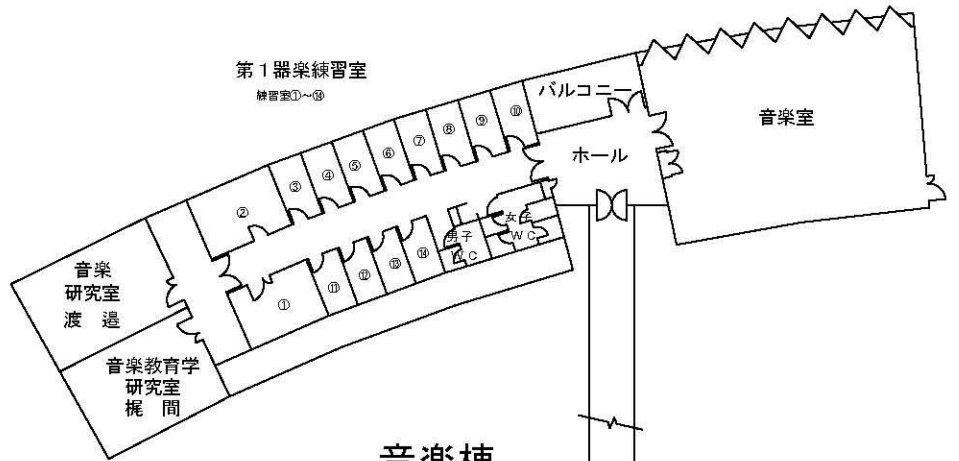 第１器楽練習室
練習室①～⑭
バルコニー
音楽室
ホール
⑩
⑨
⑧
⑦
⑥
⑤
④
③
②
女子
ＷＣ
男子
ＷＣ
⑭
⑬
⑫
⑪
①
音楽
研究室
渡　邉
音楽教育学
研究室
梶　間
音楽棟